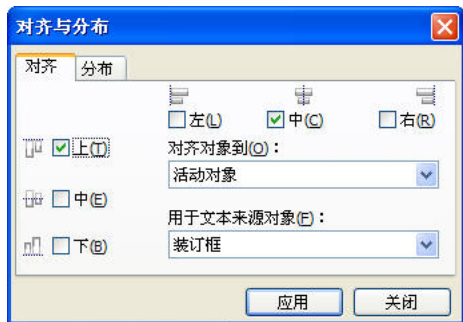 对齐与分布
对齐 分布
左(L) 中(C) 右(R)
上(T) 对齐对象到(O):
活动对象
中(E)
用于文本来源对象(F):
下(B) 装订框
应用 关闭